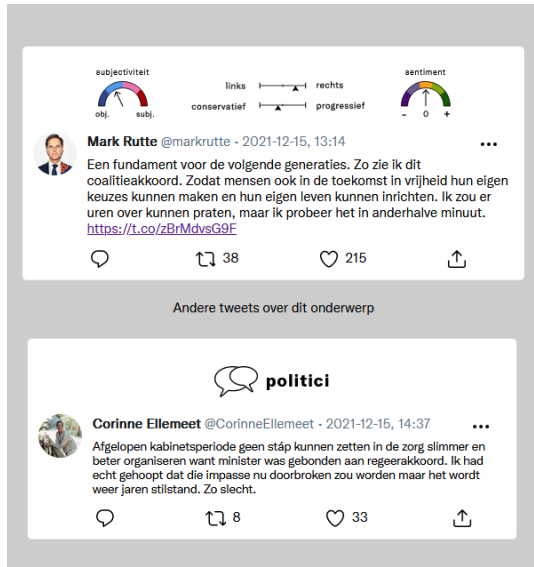 subjectiviteit
obj. subj.
links rechts
conservatief progressief
sentiment
- 0 +
Mark Rutte @markrutte · 2021-12-15, 13:14
Een fundament voor de volgende generaties. Zo zie ik dit
coalitieakkoord. Zodat mensen ook in de toekomst in vrijheid hun eigen
keuzes kunnen maken en hun eigen leven kunnen inrichten. Ik zou er
uren over kunnen praten, maar ik probeer het in anderhalve minuut.
https://t.co/zBrMdvsG9F
38 215
Andere tweets over dit onderwerp
politici
Corinne Ellemeet @CorinneEllemeet · 2021-12-15, 14:37
Afgelopen kabinetsperiode geen stáp kunnen zetten in de zorg slimmer en
beter organiseren want minister was gebonden aan regeerakkoord. Ik had
echt gehoopt dat die impasse nu doorbroken zou worden maar het wordt
weer jaren stilstand. Zo slecht.
8 33